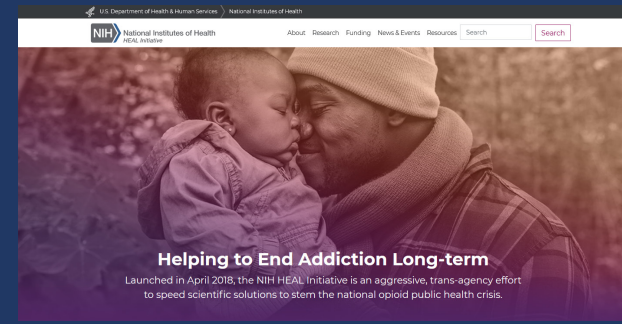 U.S. Department of Health & Human Services National Institutes of Health
NIH National Institutes of Health
HEAL Initiative
About Research Funding News & Events Resources Search Search
Helping to End Addiction Long-term
Launched in April 2018, the NIH HEAL Initiative is an aggressive, trans-agency effort
to speed scientific solutions to stem the national opioid public health crisis.